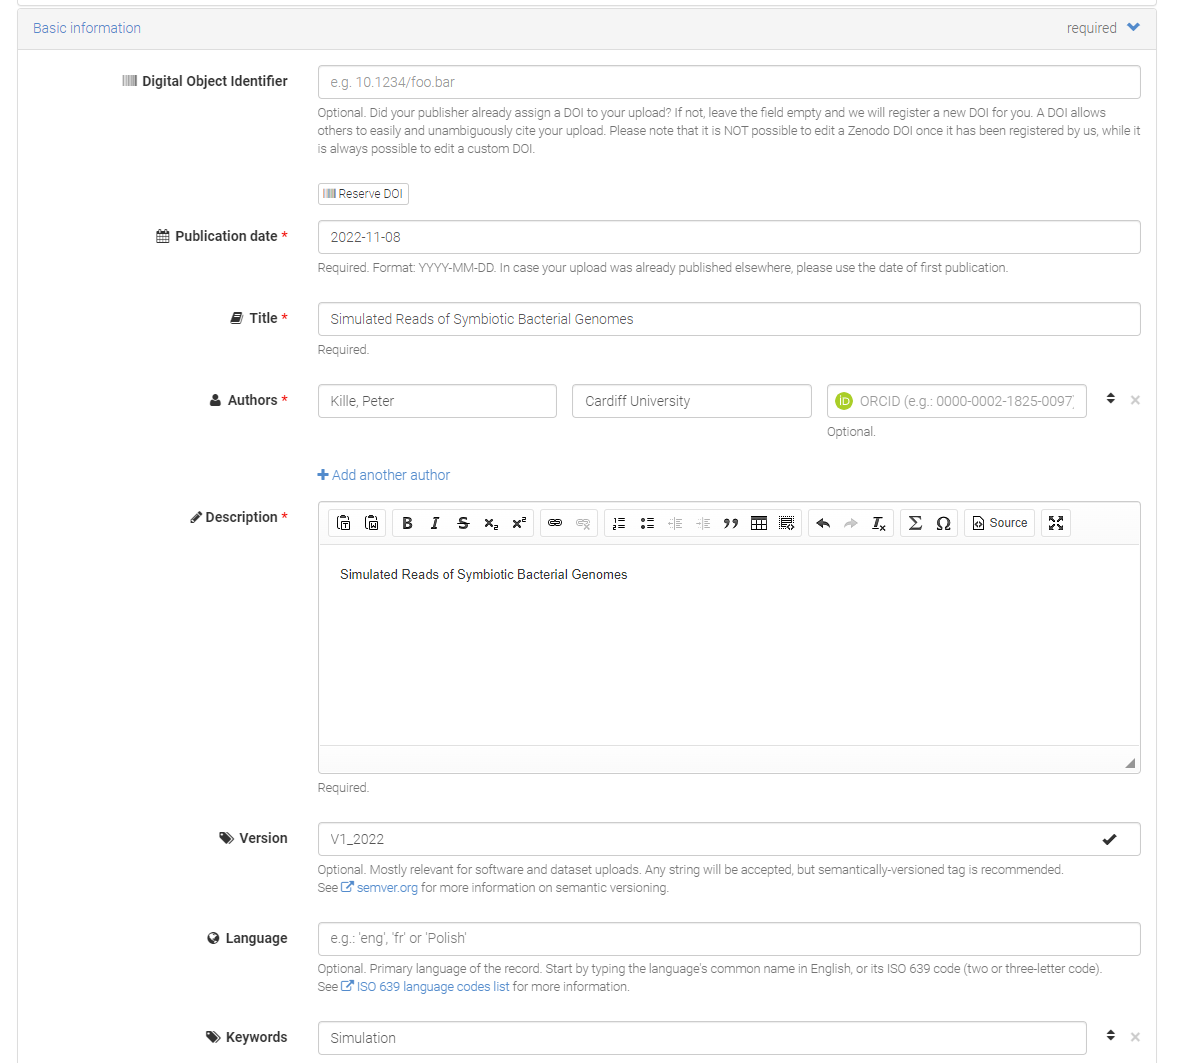 Basic information
required
Digital Object Identifier
e.g. 10.1234/foo.bar
Optional. Did your publisher already assign a DOI to your upload? If not, leave the field empty and we will register a new DOI for you. A DOI allows
others to easily and unambiguously cite your upload. Please note that it is NOT possible to edit a Zenodo DOI once it has been registered by us, while it
is always possible to edit a custom DOI.
Reserve DOI
Publication date *
2022-11-08
Required. Format: YYYY-MM-DD. In case your upload was already published elsewhere, please use the date of first publication.
Title *
Simulated Reads of Symbiotic Bacterial Genomes
Required.
Authors *
Kille, Peter
Cardiff University
iD ORCID (e.g.: 0000-0002-1825-0097)
Optional.
+ Add another author
Description *
B I S x₂ x² Σ Ω Source
Simulated Reads of Symbiotic Bacterial Genomes
Required.
Version
V1_2022
Optional. Mostly relevant for software and dataset uploads. Any string will be accepted, but semantically-versioned tag is recommended.
See semver.org for more information on semantic versioning.
Language
e.g.: 'eng', 'fr' or 'Polish'
Optional. Primary language of the record. Start by typing the language's common name in English, or its ISO 639 code (two or three-letter code).
See ISO 639 language codes list for more information.
Keywords
Simulation